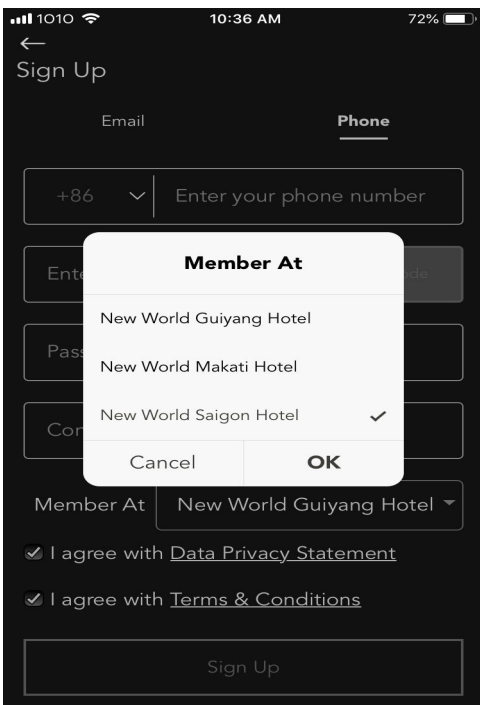 1010 10:36 AM 72%
Sign Up
Email Phone
+86 Enter your phone number
Member At
New World Guiyang Hotel
New World Makati Hotel
New World Saigon Hotel
Cancel OK
Member At New World Guiyang Hotel
I agree with Data Privacy Statement
I agree with Terms & Conditions
Sign Up